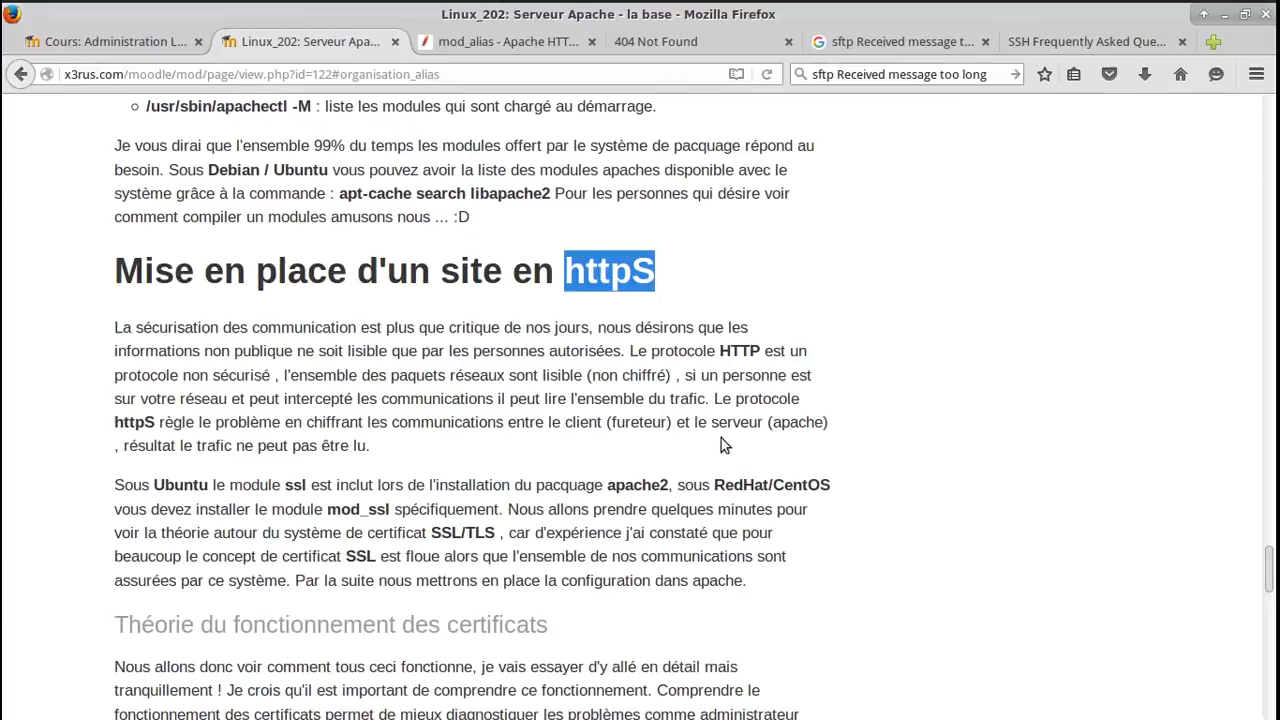 Linux_202: Serveur Apache - la base - Mozilla Firefox
Cours: Administration L...
Linux_202: Serveur Apa...
mod_alias - Apache HTT...
404 Not Found
sftp Received message t...
SSH Frequently Asked Que...
x3rus.com/moodle/mod/page/view.php?id=122#organisation_alias
sftp Received message too long
/usr/sbin/apachectl -M : liste les modules qui sont chargé au démarrage.
Je vous dirai que l'ensemble 99% du temps les modules offert par le système de pacquage répond au
besoin. Sous Debian / Ubuntu vous pouvez avoir la liste des modules apaches disponible avec le
système grâce à la commande : apt-cache search libapache2 Pour les personnes qui désire voir
comment compiler un modules amusons nous ... :D
Mise en place d'un site en httpS
La sécurisation des communication est plus que critique de nos jours, nous désirons que les
informations non publique ne soit lisible que par les personnes autorisées. Le protocole HTTP est un
protocole non sécurisé , l'ensemble des paquets réseaux sont lisible (non chiffré) , si un personne est
sur votre réseau et peut intercepté les communications il peut lire l'ensemble du trafic. Le protocole
httpS règle le problème en chiffrant les communications entre le client (fureteur) et le serveur (apache)
, résultat le trafic ne peut pas être lu.
Sous Ubuntu le module ssl est inclut lors de l'installation du pacquage apache2, sous RedHat/CentOS
vous devez installer le module mod_ssl spécifiquement. Nous allons prendre quelques minutes pour
voir la théorie autour du système de certificat SSL/TLS , car d'expérience j'ai constaté que pour
beaucoup le concept de certificat SSL est floue alors que l'ensemble de nos communications sont
assurées par ce système. Par la suite nous mettrons en place la configuration dans apache.
Théorie du fonctionnement des certificats
Nous allons donc voir comment tous ceci fonctionne, je vais essayer d'y allé en détail mais
tranquillement ! Je crois qu'il est important de comprendre ce fonctionnement. Comprendre le
fonctionnement des certificats permet de mieux diagnostiquer les problèmes comme administrateur